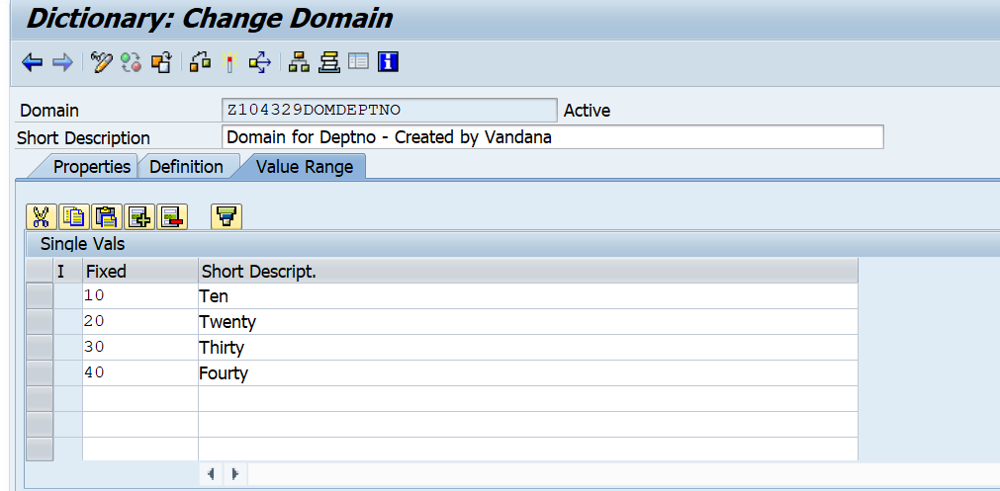 Dictionary: Change Domain
Domain Z104329DOMDEPTNO Active
Short Description Domain for Deptno - Created by Vandana
Properties Definition Value Range
Single Vals
I Fixed Short Descript.
10 Ten
20 Twenty
30 Thirty
40 Fourty